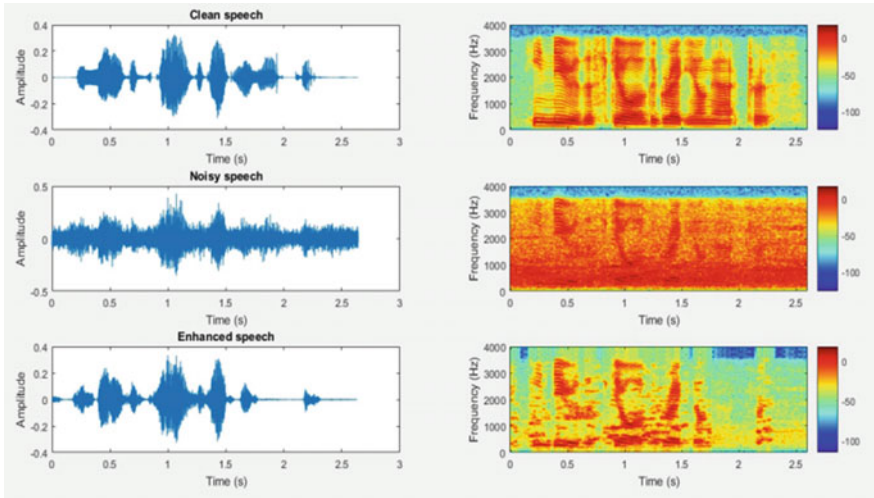 Clean speech
0.4
0.2
0
-0.2
-0.4
Amplitude
0 0.5 1 1.5 2 2.5 3
Time (s)
4000
3000
2000
1000
0
Frequency (Hz)
0 0.5 1 1.5 2 2.5
Time (s)
0
-50
-100
Noisy speech
0.5
0
-0.5
Amplitude
0 0.5 1 1.5 2 2.5 3
Time (s)
4000
3000
2000
1000
0
Frequency (Hz)
0 0.5 1 1.5 2 2.5
Time (s)
0
-50
-100
Enhanced speech
0.4
0.2
0
-0.2
-0.4
Amplitude
0 0.5 1 1.5 2 2.5 3
Time (s)
4000
3000
2000
1000
0
Frequency (Hz)
0 0.5 1 1.5 2 2.5
Time (s)
0
-50
-100